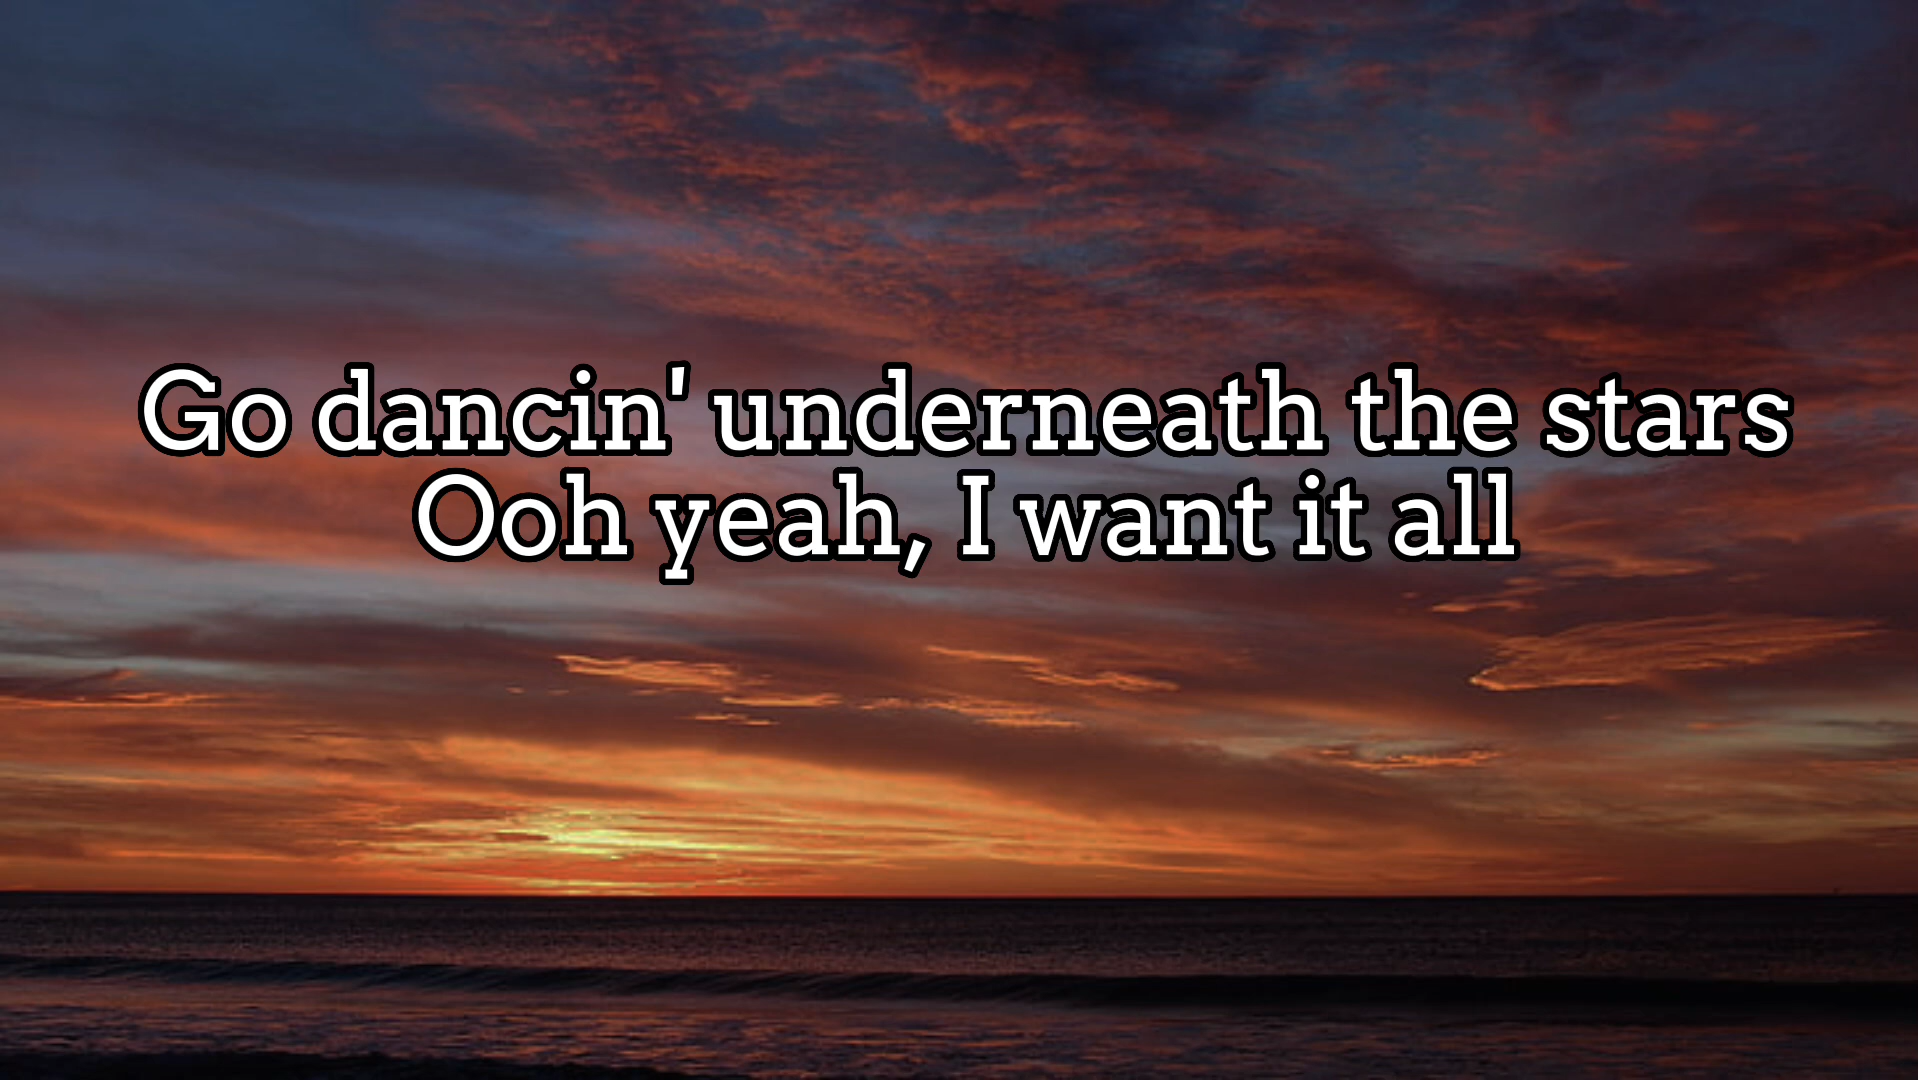 Go dancin' underneath the stars
Ooh yeah, I want it all